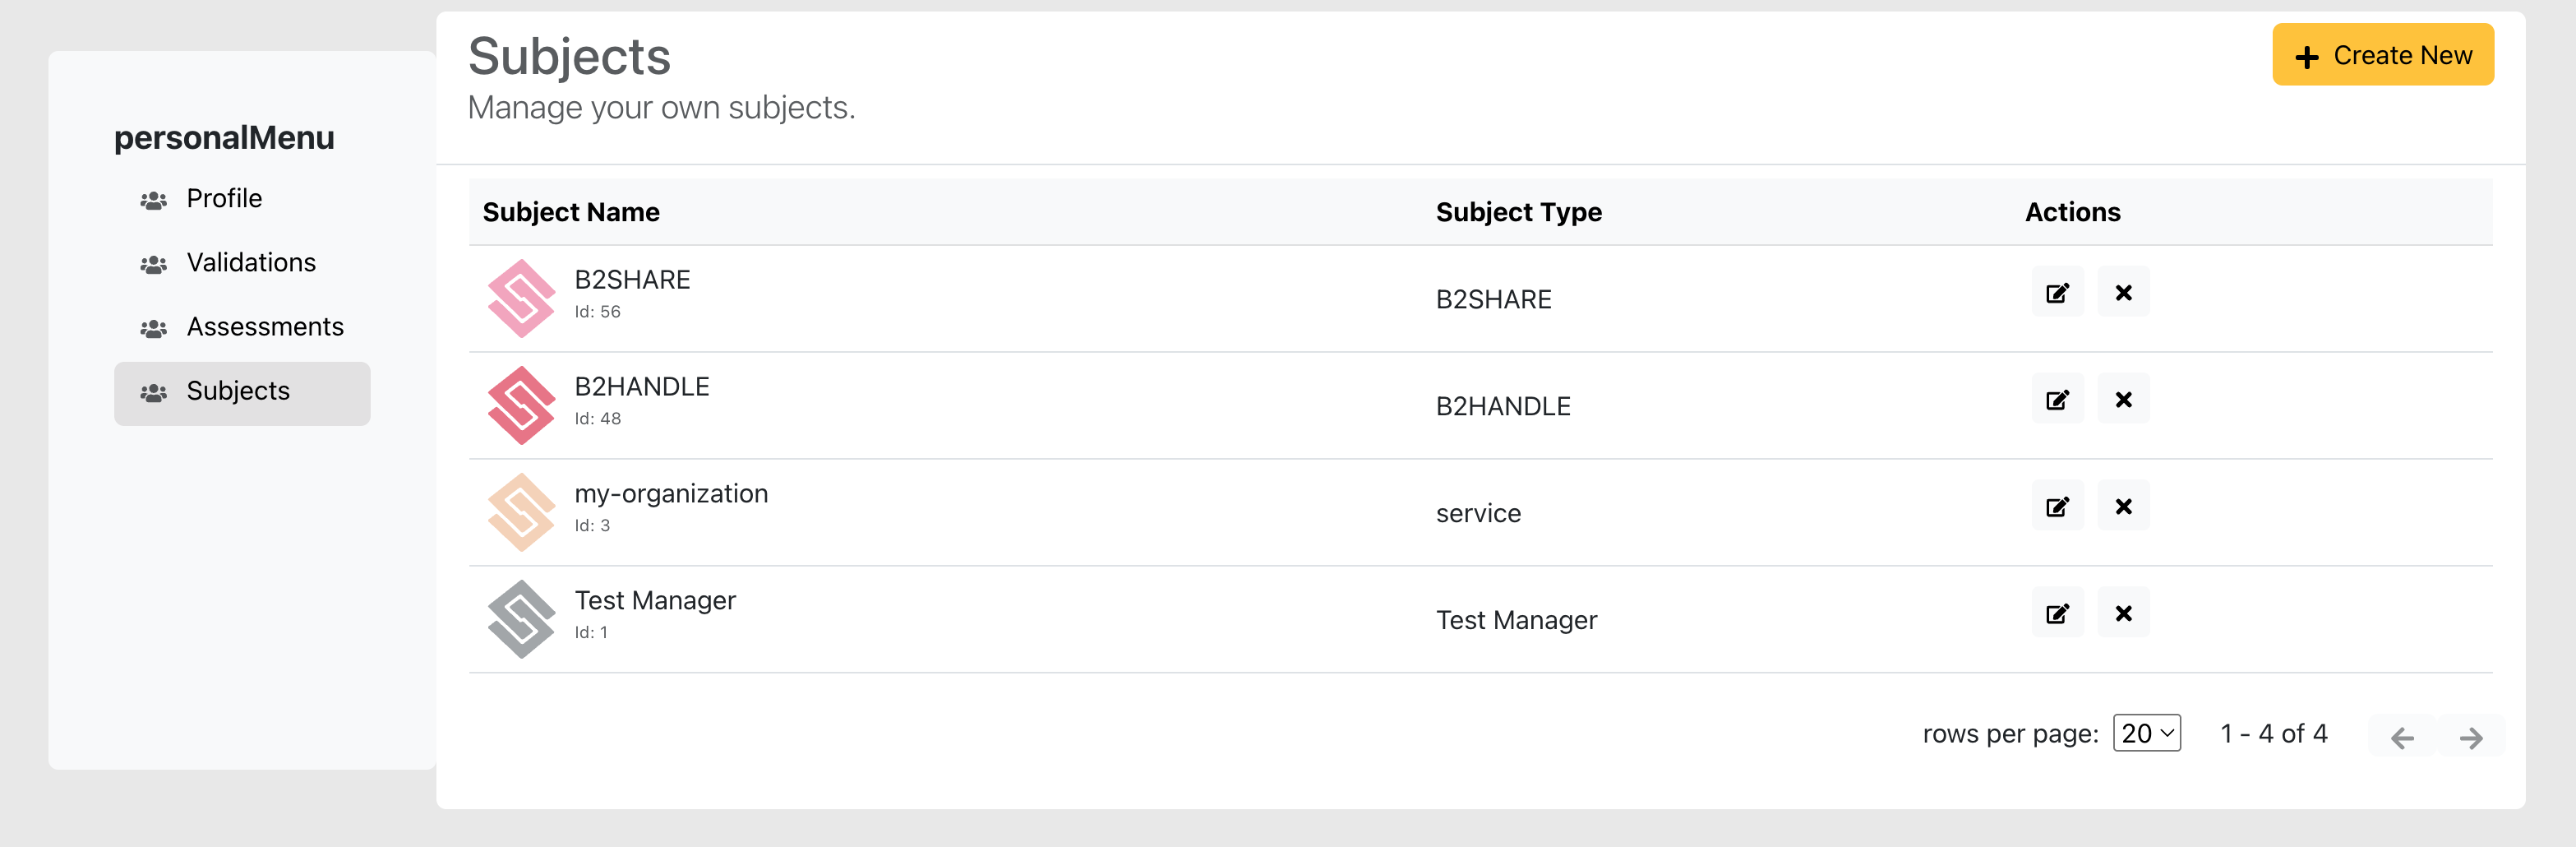 personalMenu
Profile
Validations
Assessments
Subjects
Subjects
Manage your own subjects.
Create New
Subject Name Subject Type Actions
B2SHARE
Id: 56
B2SHARE
B2HANDLE
Id: 48
B2HANDLE
my-organization
Id: 3
service
Test Manager
Id: 1
Test Manager
rows per page: 20 1 - 4 of 4